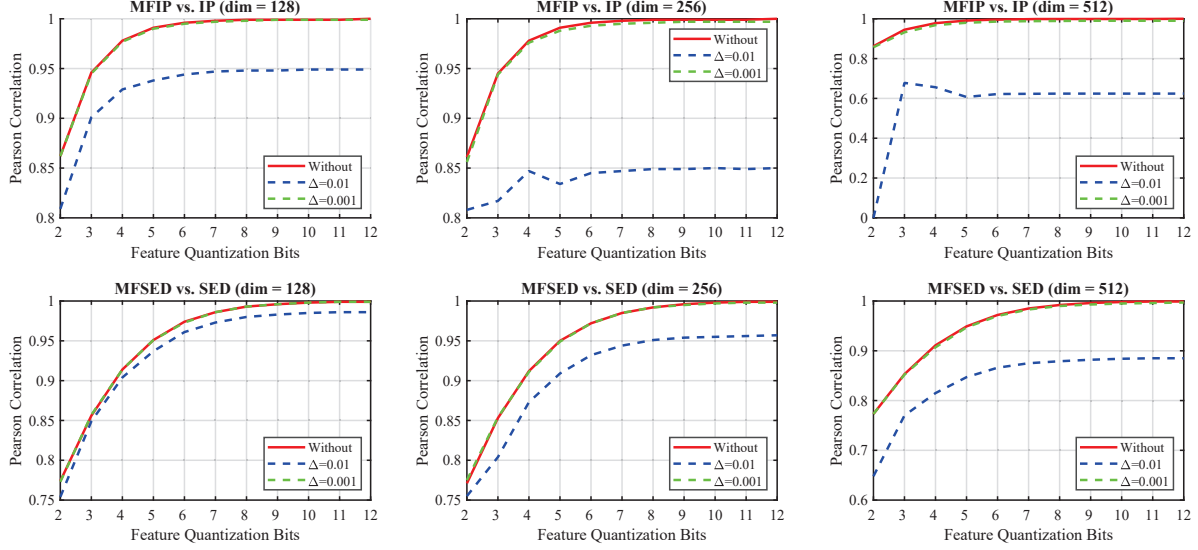 MFIP vs. IP (dim = 128)
1
0.95
0.9
0.85
0.8
Pearson Correlation
Without
Δ=0.01
Δ=0.001
2 3 4 5 6 7 8 9 10 11 12
Feature Quantization Bits
MFIP vs. IP (dim = 256)
1
0.95
0.9
0.85
0.8
Pearson Correlation
Without
Δ=0.01
Δ=0.001
2 3 4 5 6 7 8 9 10 11 12
Feature Quantization Bits
MFIP vs. IP (dim = 512)
1
0.8
0.6
0.4
0.2
0
Pearson Correlation
Without
Δ=0.01
Δ=0.001
2 3 4 5 6 7 8 9 10 11 12
Feature Quantization Bits
MFSED vs. SED (dim = 128)
1
0.95
0.9
0.85
0.8
0.75
Pearson Correlation
Without
Δ=0.01
Δ=0.001
2 3 4 5 6 7 8 9 10 11 12
Feature Quantization Bits
MFSED vs. SED (dim = 256)
1
0.95
0.9
0.85
0.8
0.75
Pearson Correlation
Without
Δ=0.01
Δ=0.001
2 3 4 5 6 7 8 9 10 11 12
Feature Quantization Bits
MFSED vs. SED (dim = 512)
1
0.9
0.8
0.7
0.6
Pearson Correlation
Without
Δ=0.01
Δ=0.001
2 3 4 5 6 7 8 9 10 11 12
Feature Quantization Bits